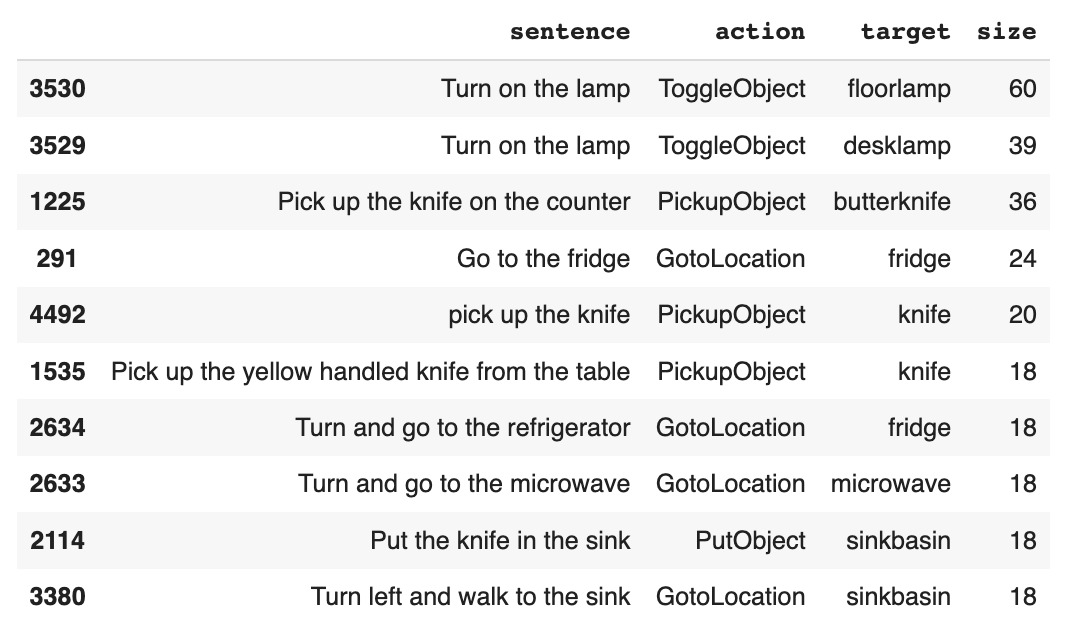 sentence action target size
3530 Turn on the lamp ToggleObject floorlamp 60
3529 Turn on the lamp ToggleObject desklamp 39
1225 Pick up the knife on the counter PickupObject butterknife 36
291 Go to the fridge GotoLocation fridge 24
4492 pick up the knife PickupObject knife 20
1535 Pick up the yellow handled knife from the table PickupObject knife 18
2634 Turn and go to the refrigerator GotoLocation fridge 18
2633 Turn and go to the microwave GotoLocation microwave 18
2114 Put the knife in the sink PutObject sinkbasin 18
3380 Turn left and walk to the sink GotoLocation sinkbasin 18